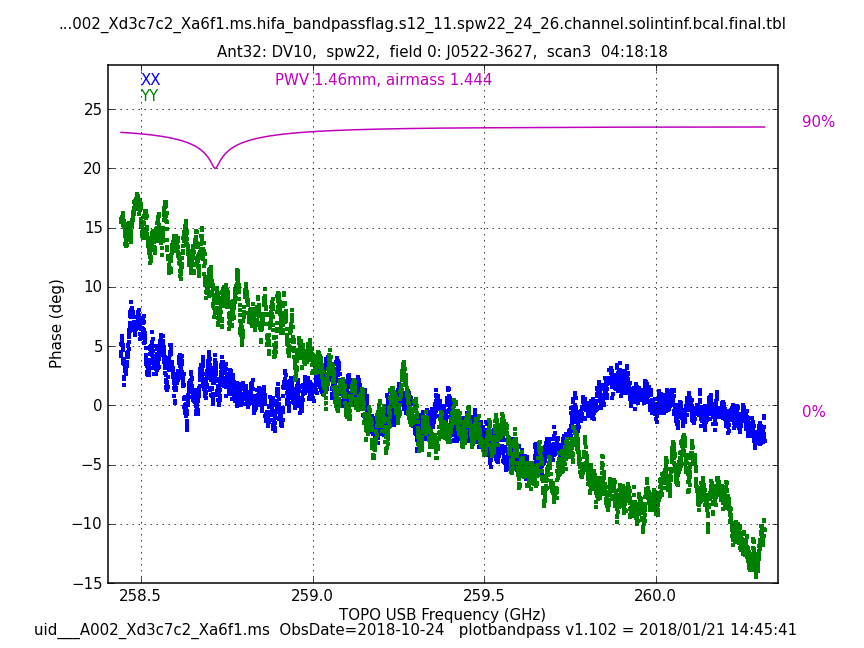 ...002_Xd3c7c2_Xa6f1.ms.hifa_bandpassflag.s12_11.spw22_24_26.channel.solintinf.bcal.final.tbl
Ant32: DV10, spw22, field 0: J0522-3627, scan3 04:18:18
XX
PWV 1.46mm, airmass 1.444
YY
25
90%
20
15
10
5
Phase (deg)
0
0%
−5
−10
−15
258.5 259.0 259.5 260.0
TOPO USB Frequency (GHz)
uid___A002_Xd3c7c2_Xa6f1.ms ObsDate=2018-10-24 plotbandpass v1.102 = 2018/01/21 14:45:41